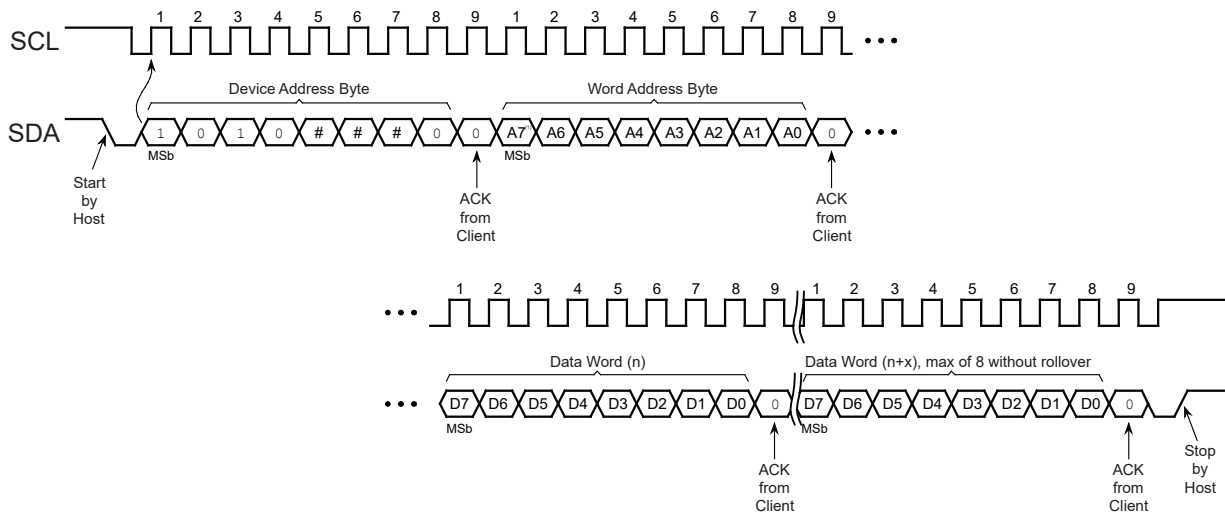 1 2 3 4 5 6 7 8 9 1 2 3 4 5 6 7 8 9
SCL
Device Address Byte Word Address Byte
SDA 1 0 1 0 # # # 0 0 A7 A6 A5 A4 A3 A2 A1 A0 0
MSb MSb
Start
by
Host
ACK
from
Client
ACK
from
Client
1 2 3 4 5 6 7 8 9 1 2 3 4 5 6 7 8 9
Data Word (n) Data Word (n+x), max of 8 without rollover
D7 D6 D5 D4 D3 D2 D1 D0 0 D7 D6 D5 D4 D3 D2 D1 D0 0
MSb MSb
ACK
from
Client
ACK
from
Client
Stop
by
Host